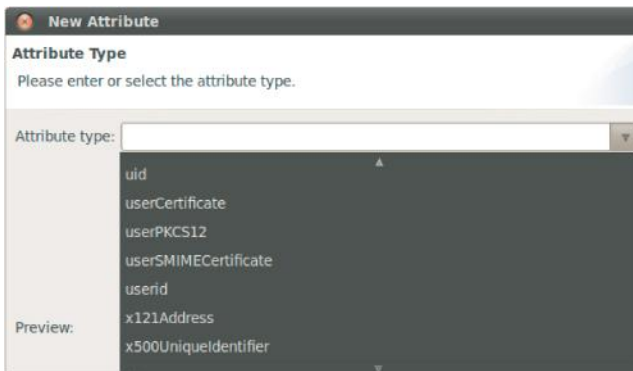 New Attribute
Attribute Type
Please enter or select the attribute type.
Attribute type:
uid
userCertificate
userPKCS12
userSMIMECertificate
userid
x121Address
Preview:
x500UniqueIdentifier